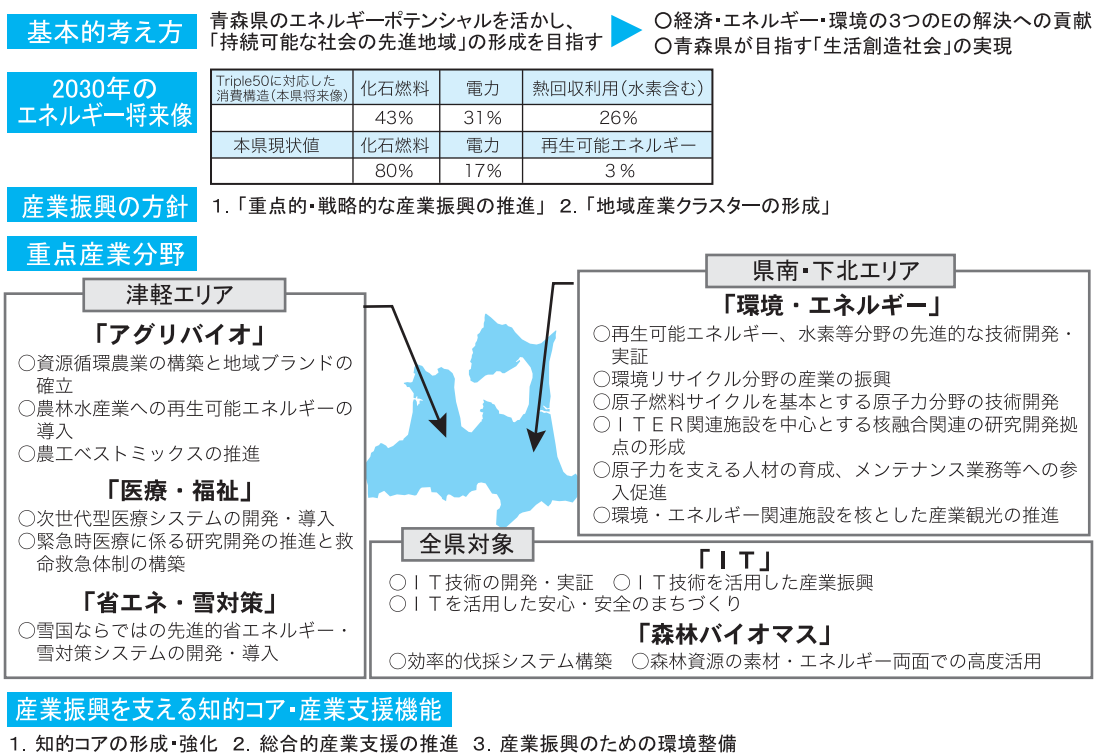 基本的考え方
青森県のエネルギーポテンシャルを活かし、
「持続可能な社会の先進地域」の形成を目指す
○経済・エネルギー・環境の3つのEの解決への貢献
○青森県が目指す「生活創造社会」の実現
2030年の
エネルギー将来像
Triple50に対応した
消費構造(本県将来像)
化石燃料 電力 熱回収利用(水素含む)
43% 31% 26%
本県現状値 化石燃料 電力 再生可能エネルギー
80% 17% 3%
産業振興の方針
1.「重点的・戦略的な産業振興の推進」 2.「地域産業クラスターの形成」
重点産業分野
津軽エリア
「アグリバイオ」
○資源循環農業の構築と地域ブランドの
確立
○農林水産業への再生可能エネルギーの
導入
○農工ベストミックスの推進
「医療・福祉」
○次世代型医療システムの開発・導入
○緊急時医療に係る研究開発の推進と救
命救急体制の構築
「省エネ・雪対策」
○雪国ならではの先進的省エネルギー・
雪対策システムの開発・導入
県南・下北エリア
「環境・エネルギー」
○再生可能エネルギー、水素等分野の先進的な技術開発・
実証
○環境リサイクル分野の産業の振興
○原子燃料サイクルを基本とする原子力分野の技術開発
○ITER関連施設を中心とする核融合関連の研究開発拠
点の形成
○原子力を支える人材の育成、メンテナンス業務等への参
入促進
○環境・エネルギー関連施設を核とした産業観光の推進
全県対象
「IT」
○IT技術の開発・実証 ○IT技術を活用した産業振興
○ITを活用した安心・安全のまちづくり
「森林バイオマス」
○効率的伐採システム構築 ○森林資源の素材・エネルギー両面での高度活用
産業振興を支える知的コア・産業支援機能
1. 知的コアの形成・強化 2. 総合的産業支援の推進 3. 産業振興のための環境整備